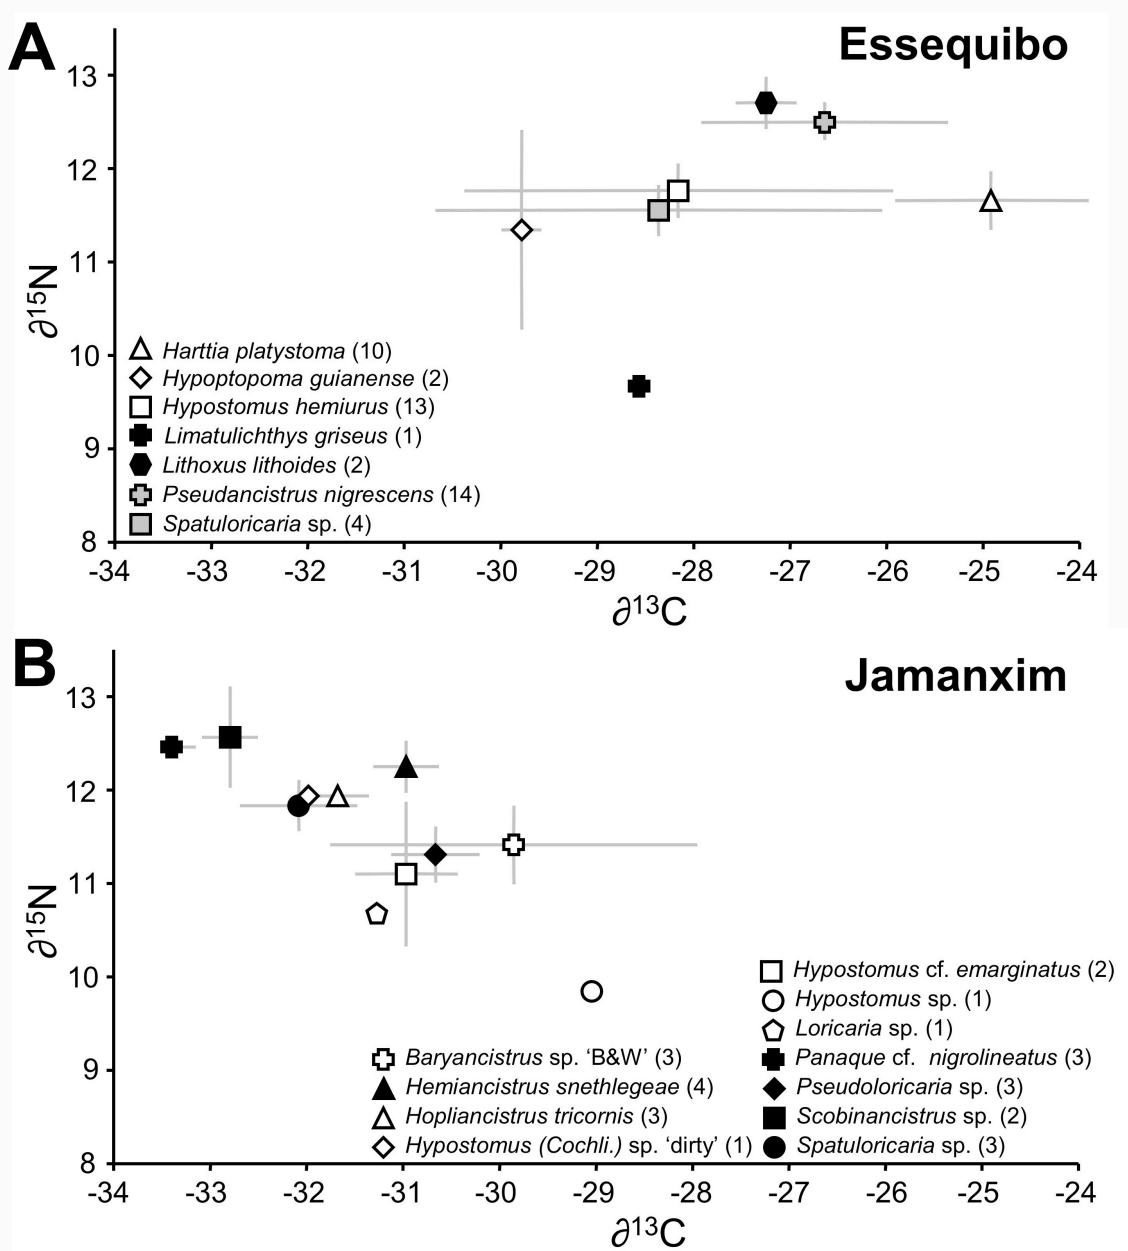 A
Essequibo
13
12
11
10
9
8
∂15N
Harttia platystoma (10)
Hypoptopoma guianense (2)
Hypostomus hemiurus (13)
Limatulichthys griseus (1)
Lithoxus lithoides (2)
Pseudancistrus nigrescens (14)
Spatuloricaria sp. (4)
-34 -33 -32 -31 -30 -29 -28 -27 -26 -25 -24
∂13C
B
Jamanxim
13
12
11
10
9
8
∂15N
Baryancistrus sp. ‘B&W’ (3)
Hemiancistrus snethlegeae (4)
Hopliancistrus tricornis (3)
Hypostomus (Cochli.) sp. ‘dirty’ (1)
Hypostomus cf. emarginatus (2)
Hypostomus sp. (1)
Loricaria sp. (1)
Panaque cf. nigrolineatus (3)
Pseudoloricaria sp. (3)
Scobinancistrus sp. (2)
Spatuloricaria sp. (3)
-34 -33 -32 -31 -30 -29 -28 -27 -26 -25 -24
∂13C